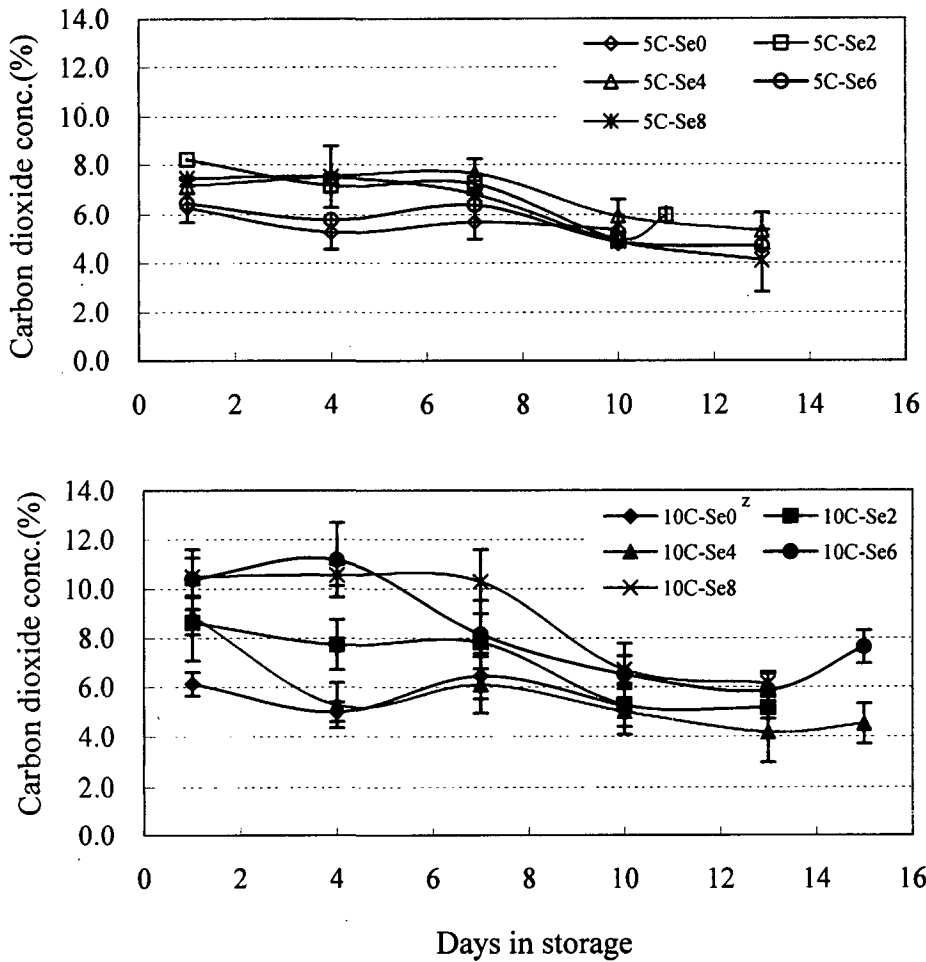 Carbon dioxide conc.(%)
14.0
12.0
10.0
8.0
6.0
4.0
2.0
0.0
5C-Se0 5C-Se2
5C-Se4 5C-Se6
5C-Se8
0 2 4 6 8 10 12 14 16
Carbon dioxide conc.(%)
14.0
12.0
10.0
8.0
6.0
4.0
2.0
0.0
10C-Se0 z 10C-Se2
10C-Se4 10C-Se6
10C-Se8
0 2 4 6 8 10 12 14 16
Days in storage